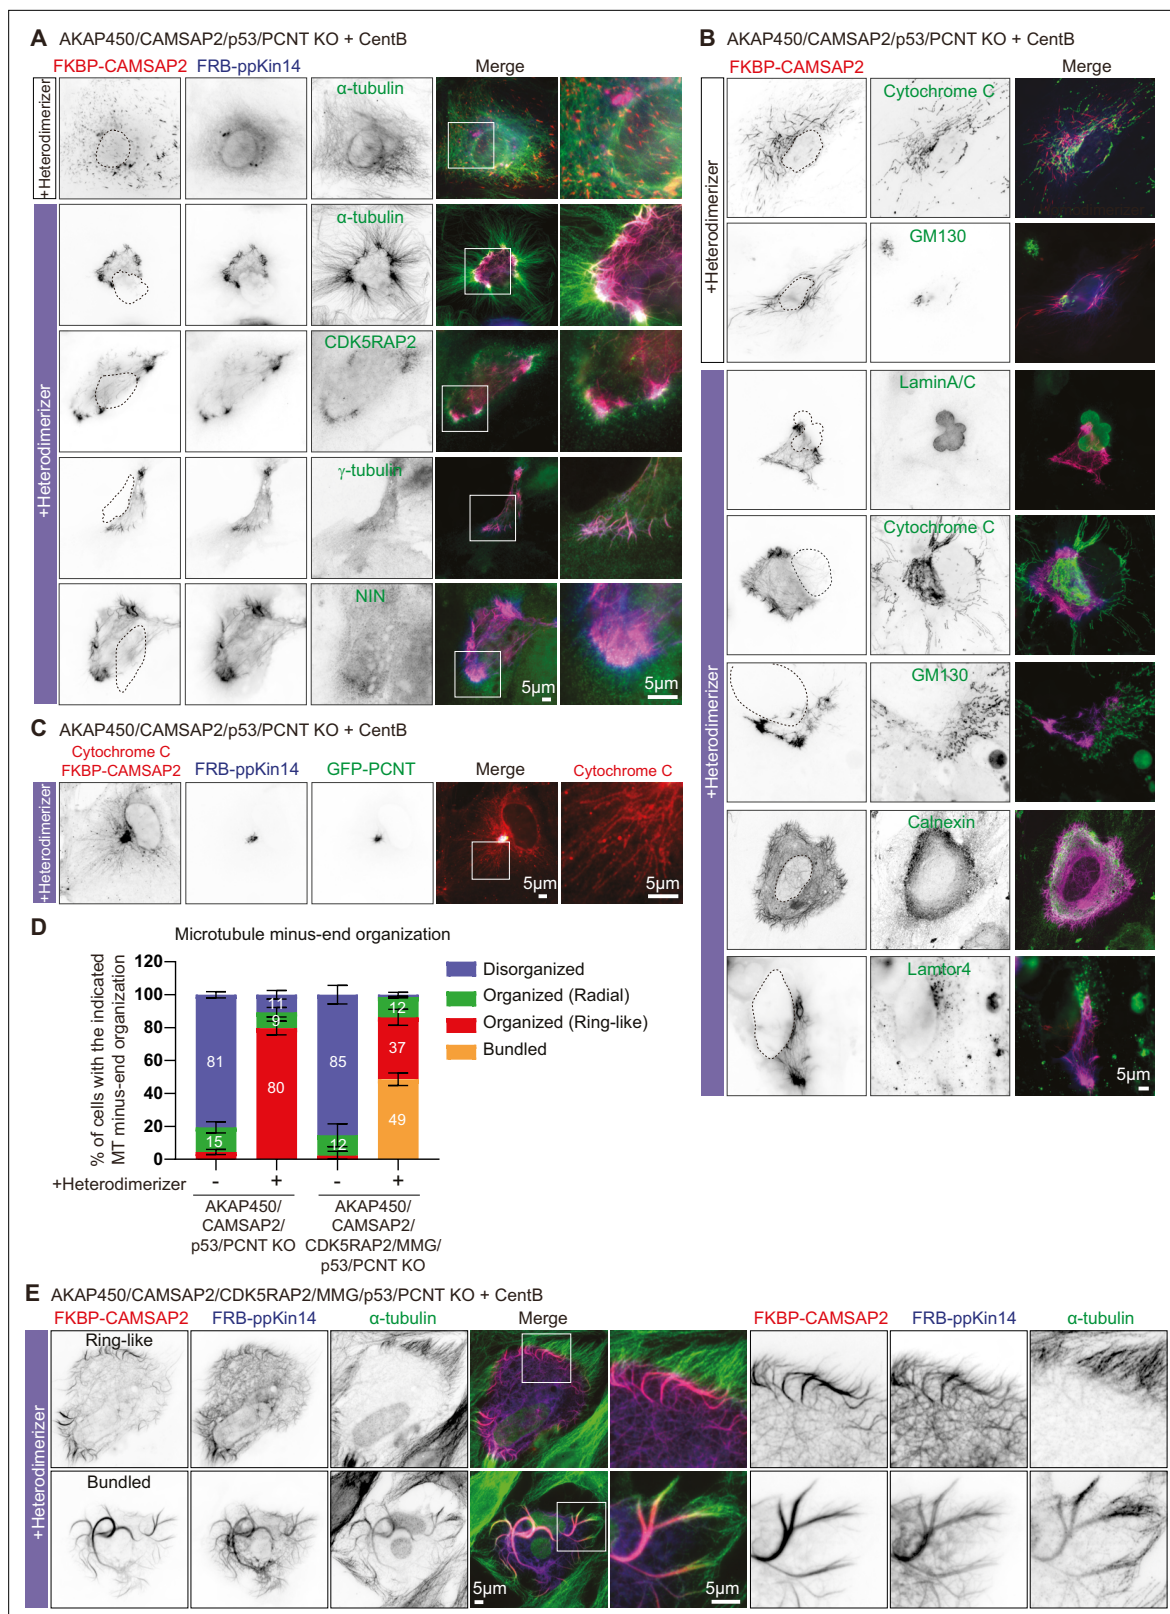 A AKAP450/CAMSAP2/p53/PCNT KO + CentB
FKBP-CAMSAP2 FRB-ppKin14 Merge
+Heterodimerizer
α-tubulin
+Heterodimerizer
α-tubulin
CDK5RAP2
γ-tubulin
NIN
5µm 5µm
B AKAP450/CAMSAP2/p53/PCNT KO + CentB
FKBP-CAMSAP2 Merge
+Heterodimerizer
Cytochrome C
GM130
+Heterodimerizer
LaminA/C
Cytochrome C
GM130
Calnexin
Lamtor4
5µm
C AKAP450/CAMSAP2/p53/PCNT KO + CentB
Cytochrome C
FKBP-CAMSAP2 FRB-ppKin14 GFP-PCNT Merge Cytochrome C
+Heterodimerizer
5µm 5µm
D
Microtubule minus-end organization
% of cells with the indicated
MT minus-end organization
120
100
80
60
40
20
0
81
15
11
9
80
85
12
12
37
49
Disorganized
Organized (Radial)
Organized (Ring-like)
Bundled
+Heterodimerizer - + - +
AKAP450/
CAMSAP2/
p53/PCNT KO
AKAP450/
CAMSAP2/
CDK5RAP2/MMG/
p53/PCNT KO
E AKAP450/CAMSAP2/CDK5RAP2/MMG/p53/PCNT KO + CentB
FKBP-CAMSAP2 FRB-ppKin14 α-tubulin Merge FKBP-CAMSAP2 FRB-ppKin14 α-tubulin
+Heterodimerizer
Ring-like
Bundled
5µm 5µm